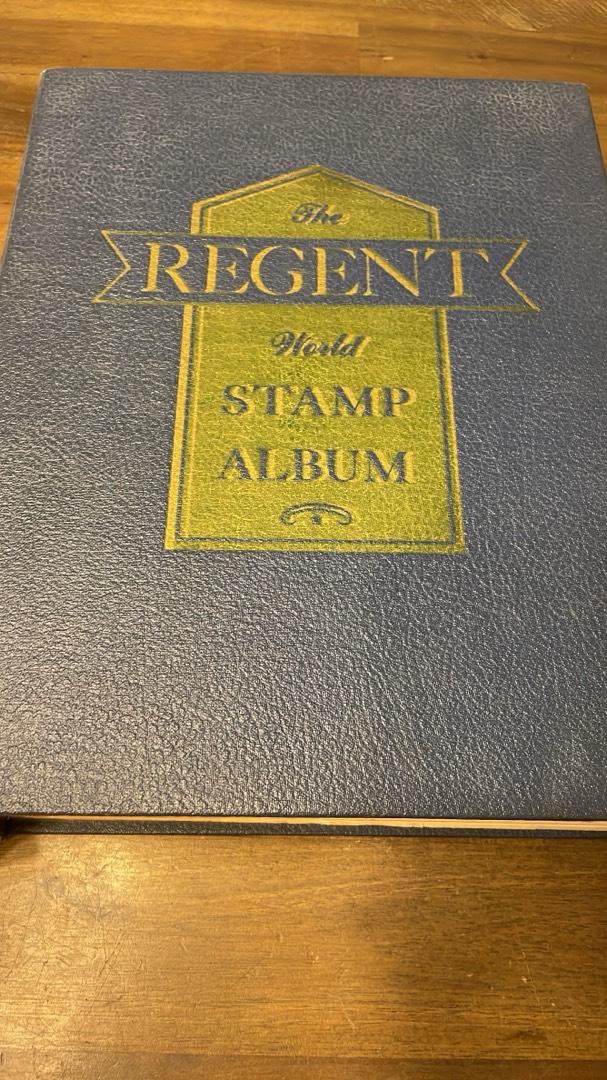 The
REGENT
World
STAMP
ALBUM